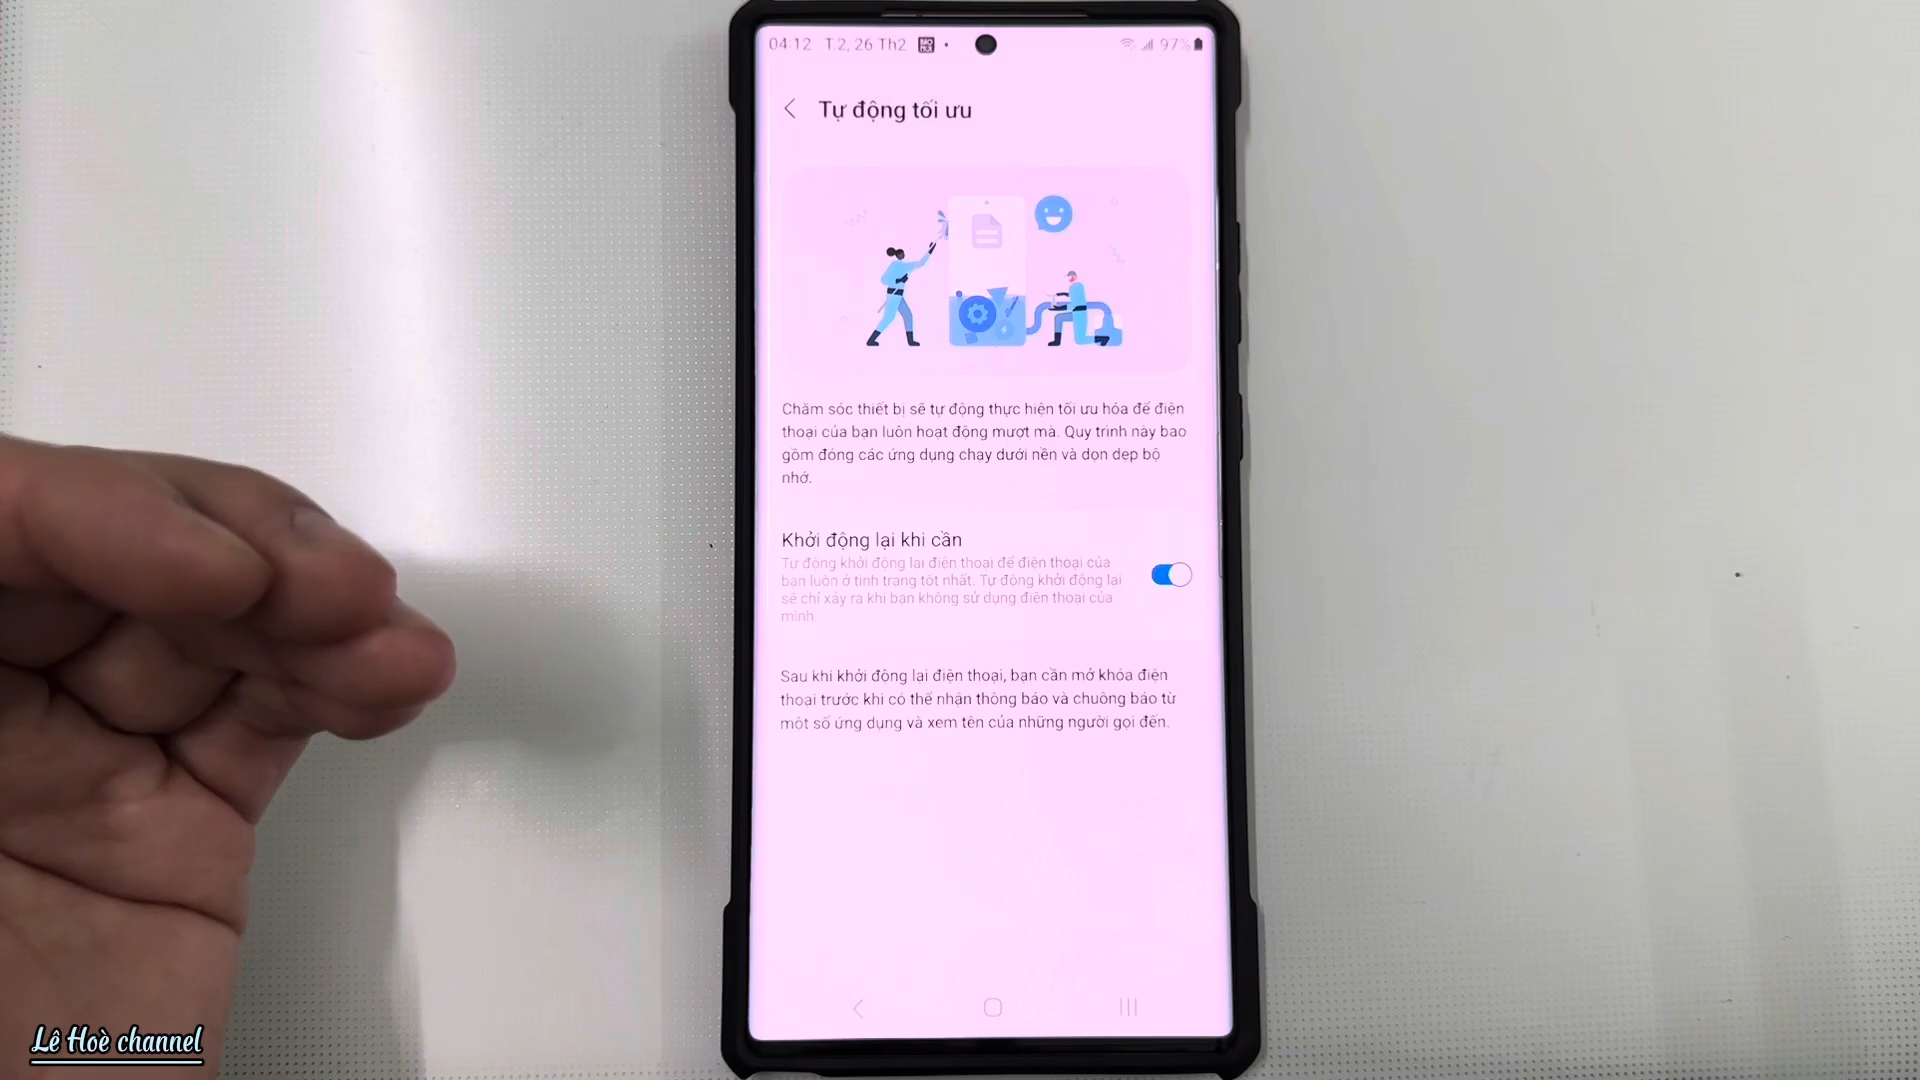 04:12 T.2, 26 Th2
97%
Tự động tối ưu
Chăm sóc thiết bị sẽ tự động thực hiện tối ưu hóa để điện
thoại của bạn luôn hoạt động mượt mà. Quy trình này bao
gồm đóng các ứng dụng chạy dưới nền và dọn dẹp bộ
nhớ.
Khởi động lại khi cần
Tự động khởi động lại điện thoại để điện thoại của
bạn luôn ở tình trạng tốt nhất. Tự động khởi động lại
sẽ chỉ xảy ra khi bạn không sử dụng điện thoại của
mình.
Sau khi khởi động lại điện thoại, bạn cần mở khóa điện
thoại trước khi có thể nhận thông báo và chuông báo từ
một số ứng dụng và xem tên của những người gọi đến.
Lê Hoè channel